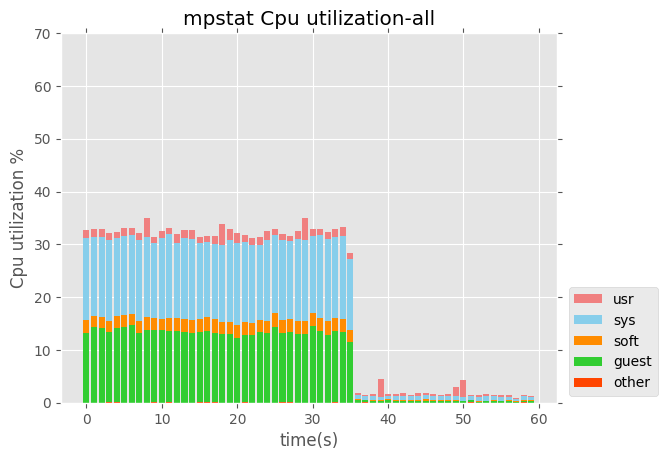 mpstat Cpu utilization-all
70
60
50
40
30
20
10
0
Cpu utilization %
0 10 20 30 40 50 60
time(s)
usr
sys
soft
guest
other